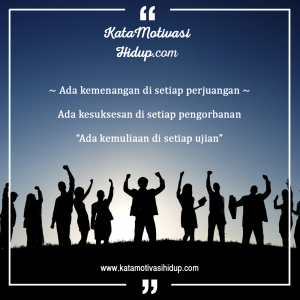 KataMotivasi
Hidup.com
~ Ada kemenangan di setiap perjuangan ~
Ada kesuksesan di setiap pengorbanan
"Ada kemuliaan di setiap ujian"
www.katamotivasihidup.com